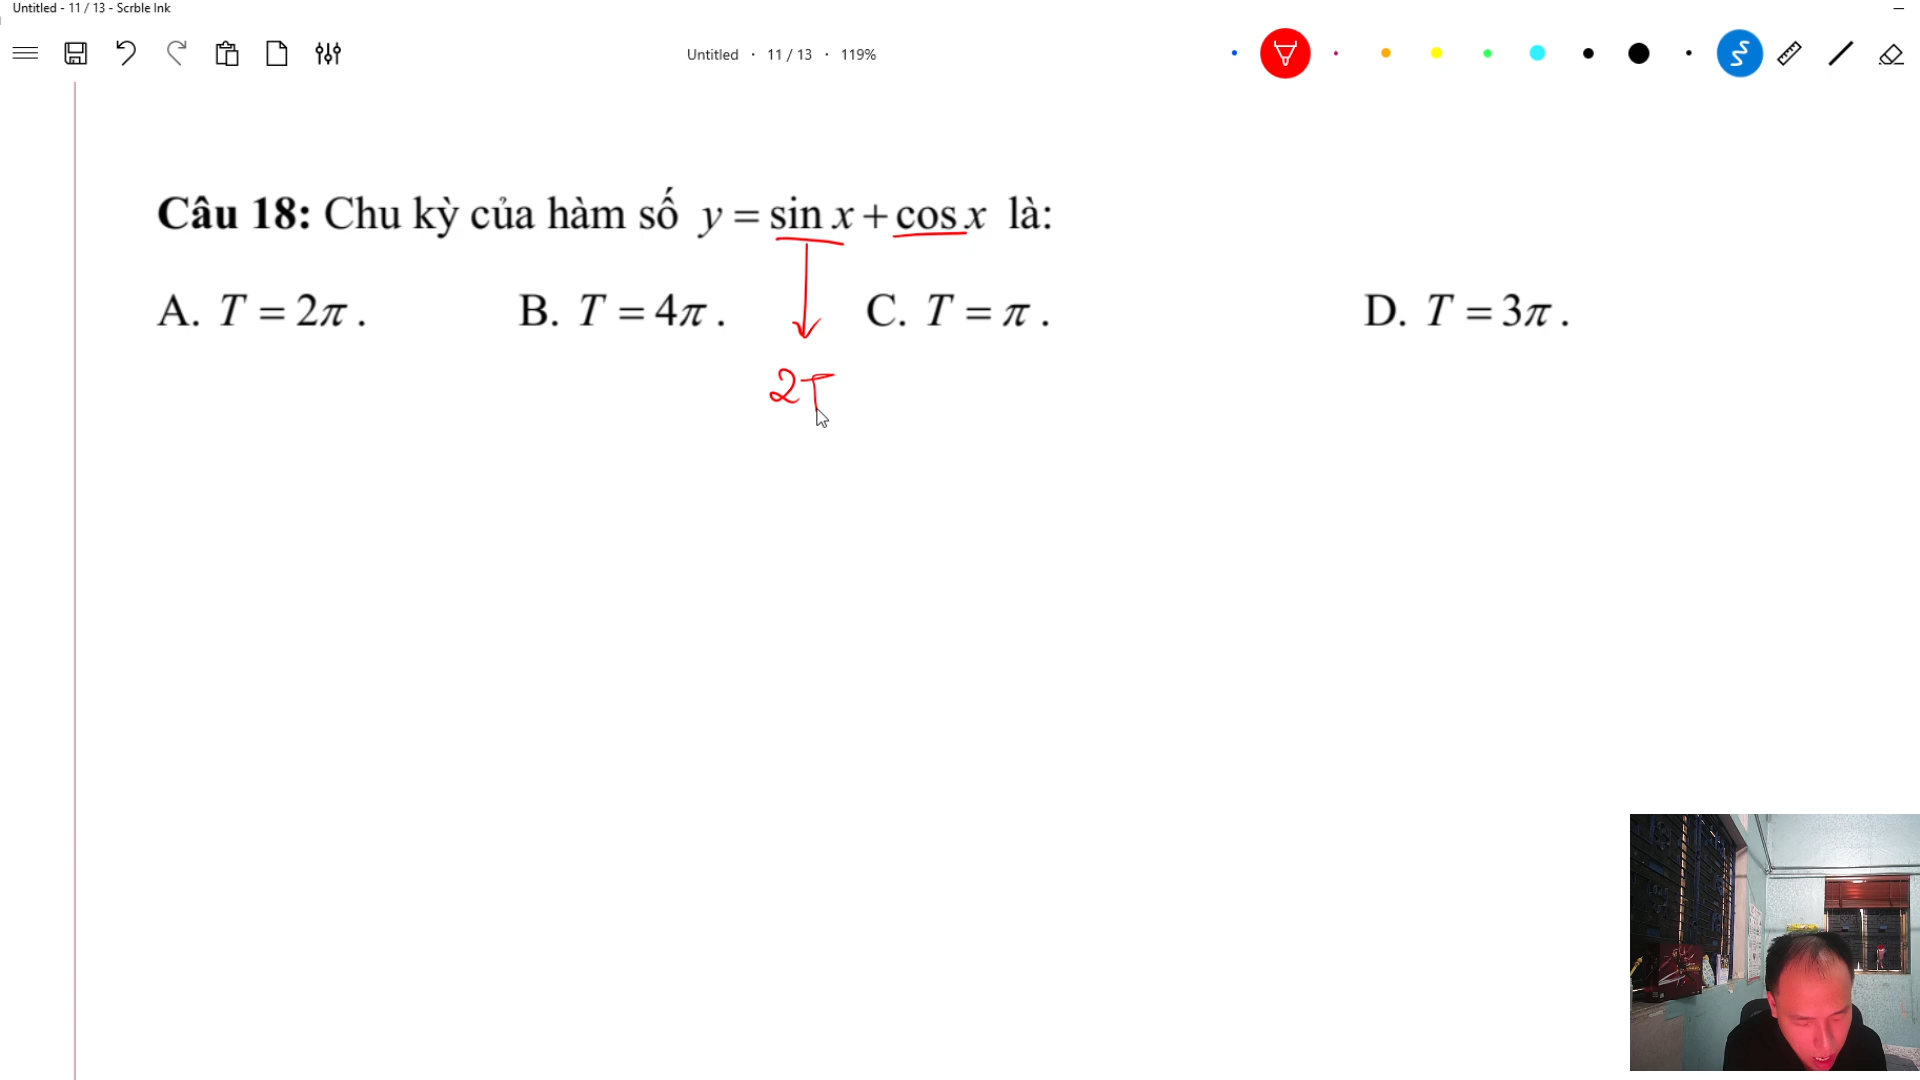 Untitled - 11 / 13 - Scrble Ink
Untitled · 11 / 13 · 119%
Câu 18: Chu kỳ của hàm số y = sin x + cos x là:
A. T = 2π . B. T = 4π . C. T = π . D. T = 3π .
2T